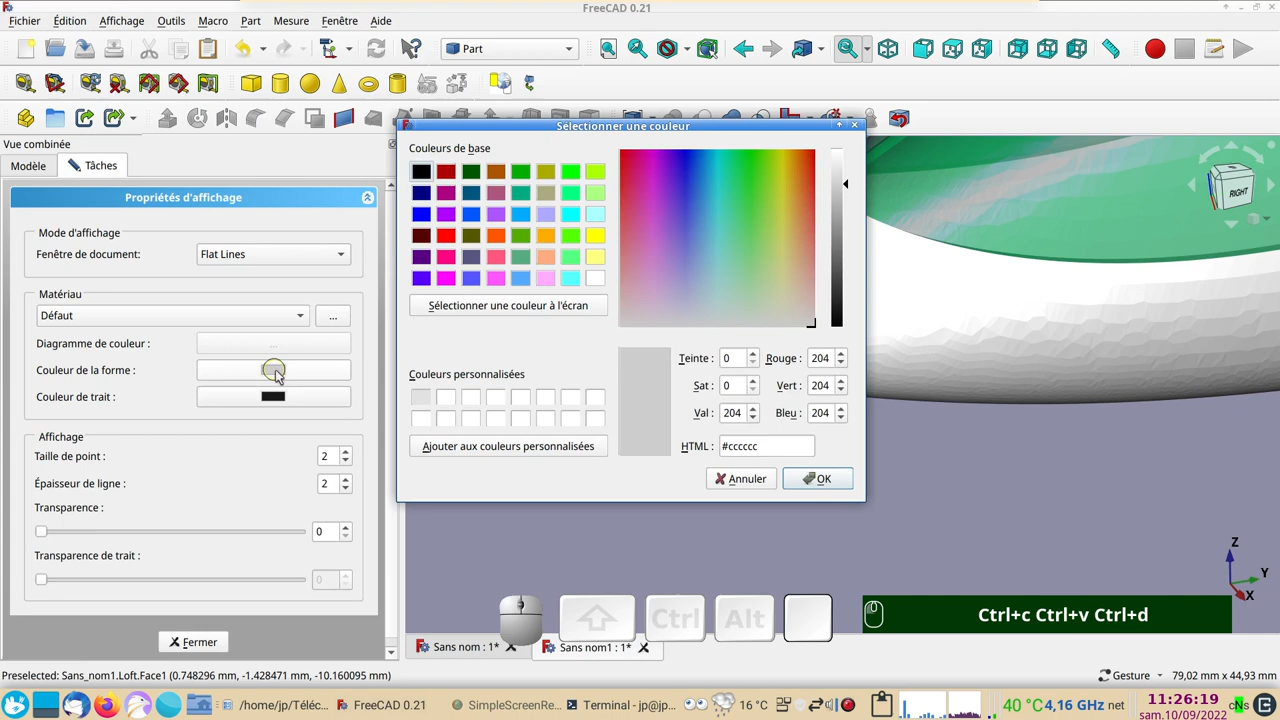 FreeCAD 0.21
Fichier Édition Affichage Outils Macro Part Mesure Fenêtre Aide
Part
Vue combinée
Modèle Tâches
Propriétés d'affichage
Mode d'affichage
Fenêtre de document: Flat Lines
Matériau
Défaut ...
Diagramme de couleur : ...
Couleur de la forme :
Couleur de trait :
Affichage
Taille de point : 2
Épaisseur de ligne : 2
Transparence :
0
Transparence de trait :
0
Fermer
Sélectionner une couleur
Couleurs de base
Sélectionner une couleur à l'écran
Couleurs personnalisées
Ajouter aux couleurs personnalisées
Teinte : 0 Rouge : 204
Sat : 0 Vert : 204
Val : 204 Bleu : 204
HTML : #cccccc
Annuler OK
RIGHT
Z
Y
X
Ctrl Alt
Ctrl+c Ctrl+v Ctrl+d
Sans nom : 1* Sans nom1 : 1*
Preselected: Sans_nom1.Loft.Face1 (0.748296 mm, -1.428471 mm, -10.160095 mm) Gesture 79,02 mm x 44,93 mm
/home/jp/Téléc FreeCAD 0.21 SimpleScreenRe Terminal - jp@jp... 16 °C 40 °C 4,16 GHz net 11:26:19
sam.10/09/2022
cNs